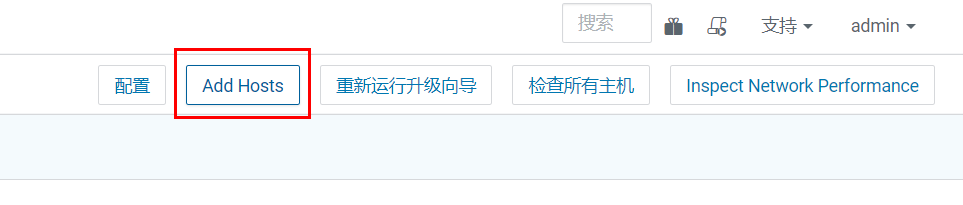 搜索 支持 admin
配置 Add Hosts 重新运行升级向导 检查所有主机 Inspect Network Performance